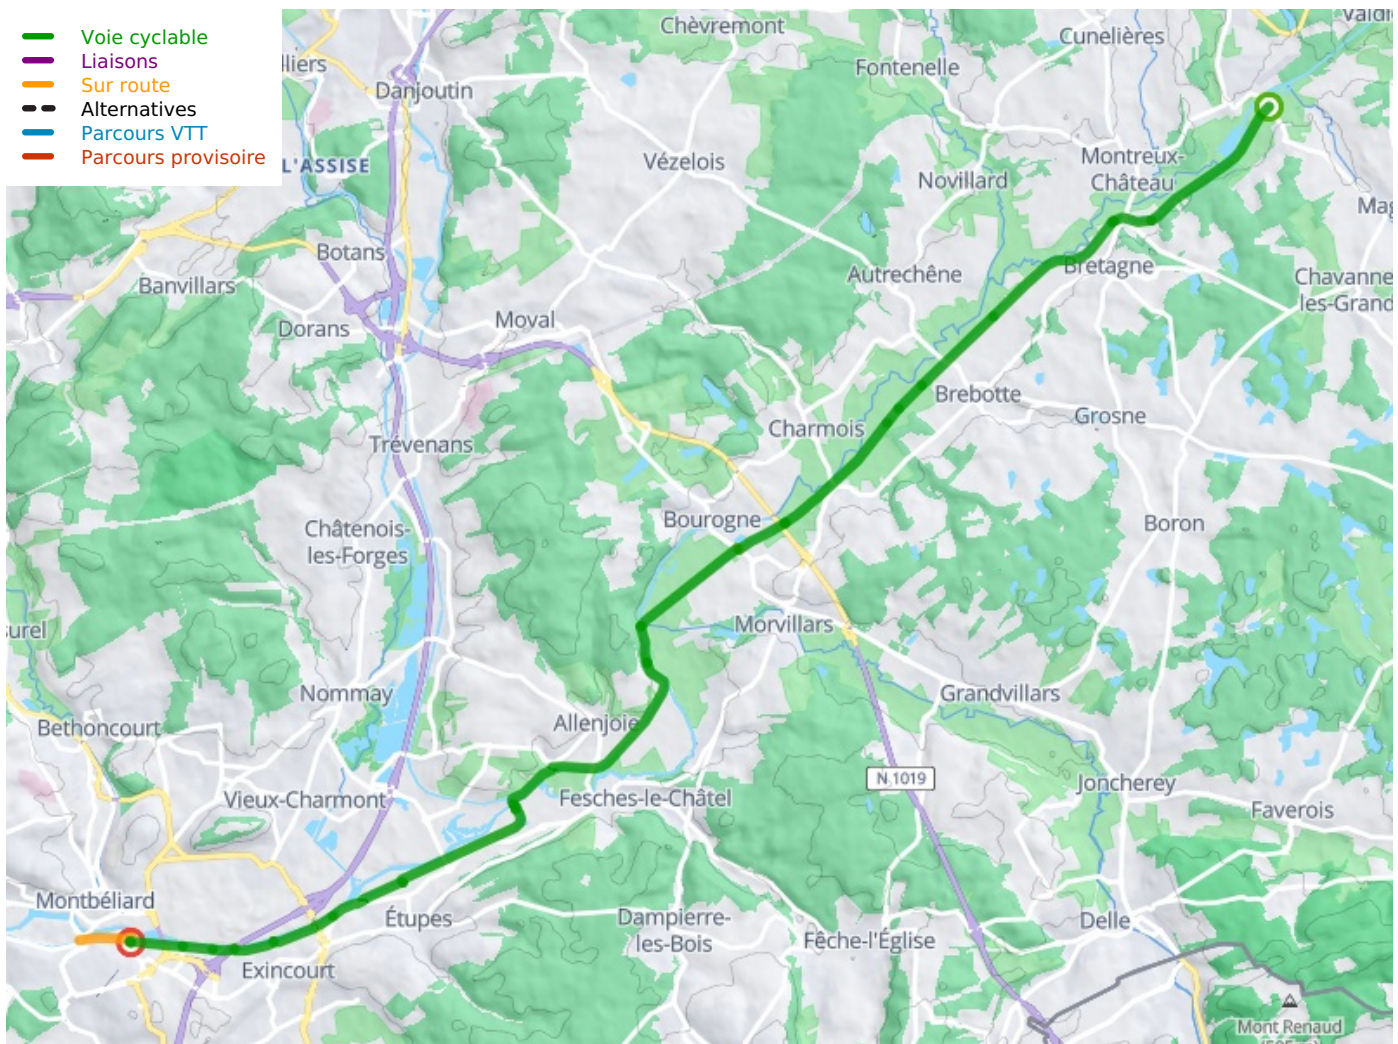 Voie cyclable
Liaisons
Sur route
Alternatives
Parcours VTT
Parcours provisoire
Chèvremont
Cunelières
Fontenelle
Danjoutin
L'ASSISE
Vézelois
Montreux-
Château
Novillard
Botans
Banvillars
Bretagne
Autrechêne
Chavanne
les-Grand
Dorans
Moval
Brebotte
Grosne
Charmois
Trévenans
Bourogne
Boron
Châtenois-
les-Forges
Morvillars
Nommay
Grandvillars
Bethoncourt
Allenjoie
N 1019
Joncherey
Vieux-Charmont
Fesches-le-Châtel
Faverois
Montbéliard
Étupes
Dampierre-
les-Bois
Fêche-l'Église
Delle
Exincourt
Mont Renaud